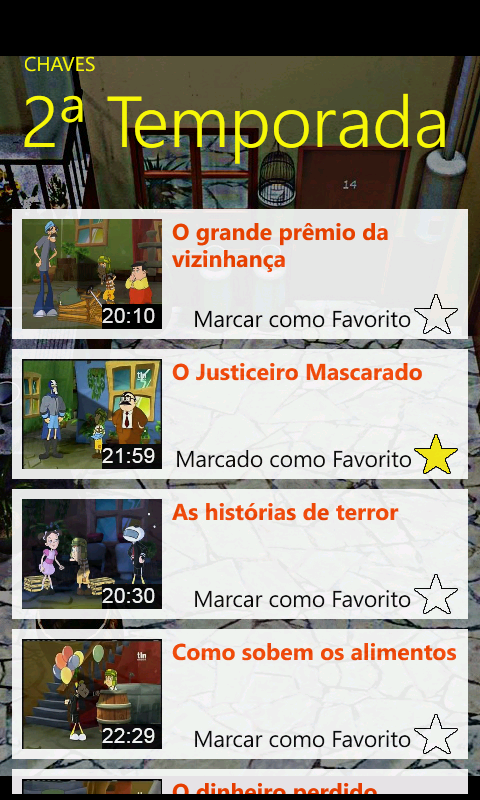 CHAVES
2ª Temporada
14
O grande prêmio da
vizinhança
20:10
Marcar como Favorito
O Justiceiro Mascarado
tln
21:59
Marcado como Favorito
As histórias de terror
20:30
Marcar como Favorito
Como sobem os alimentos
tln
22:29
Marcar como Favorito
O dinheiro perdido